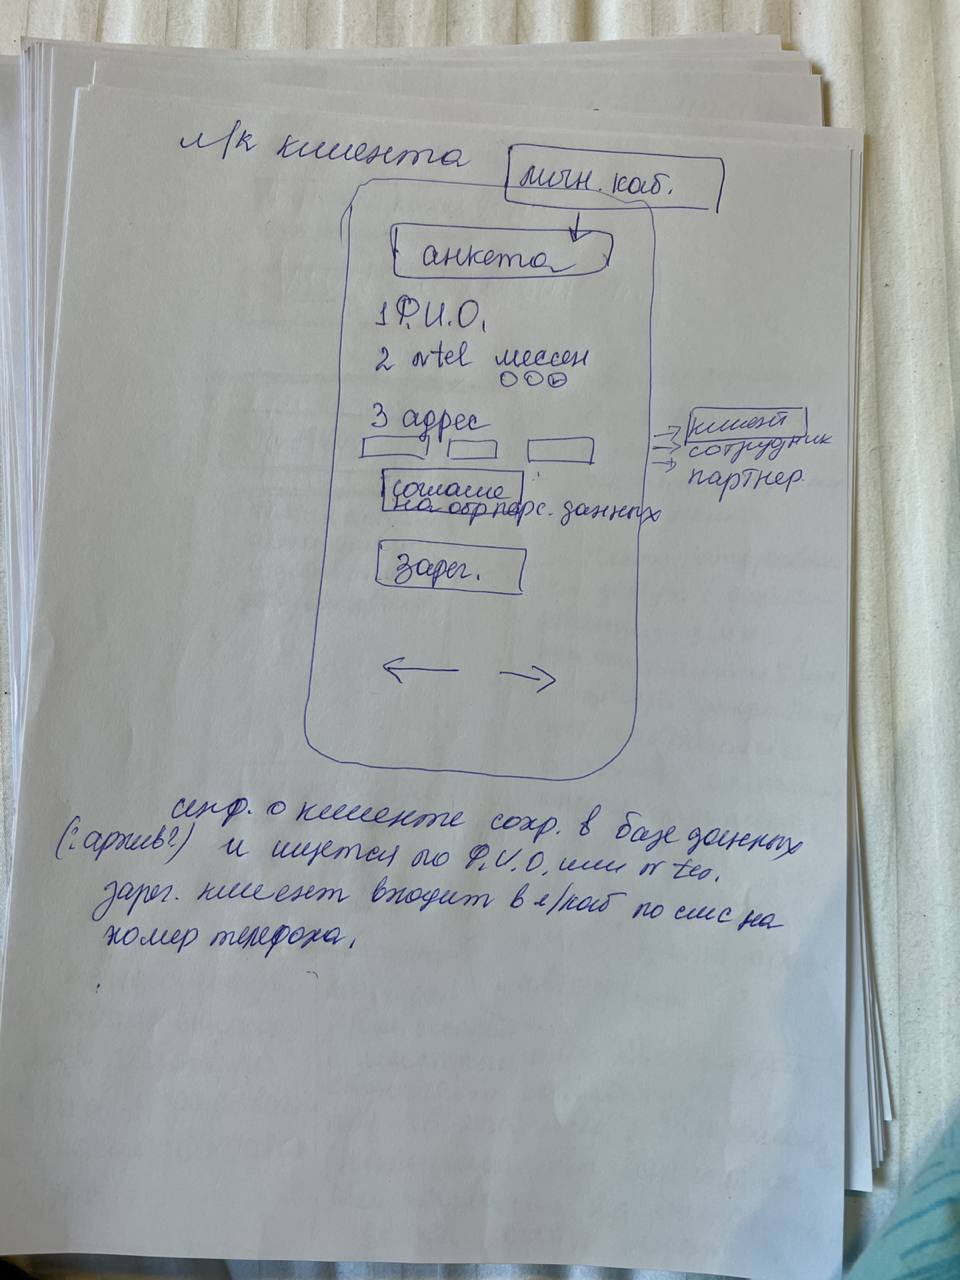 л/к клиента
личн. каб.
анкета
1 Ф.И.О.
2 №tel мессен
3 адрес
клиент
сотрудник
партнер.
согласие
на обр перс. данных
зарег.
инф. о клиенте сохр. в базе данных
(: архив?) и ищется по Ф.И.О. или № тел.
зарег. клиент входит в л/каб по смс на
номер телефона.